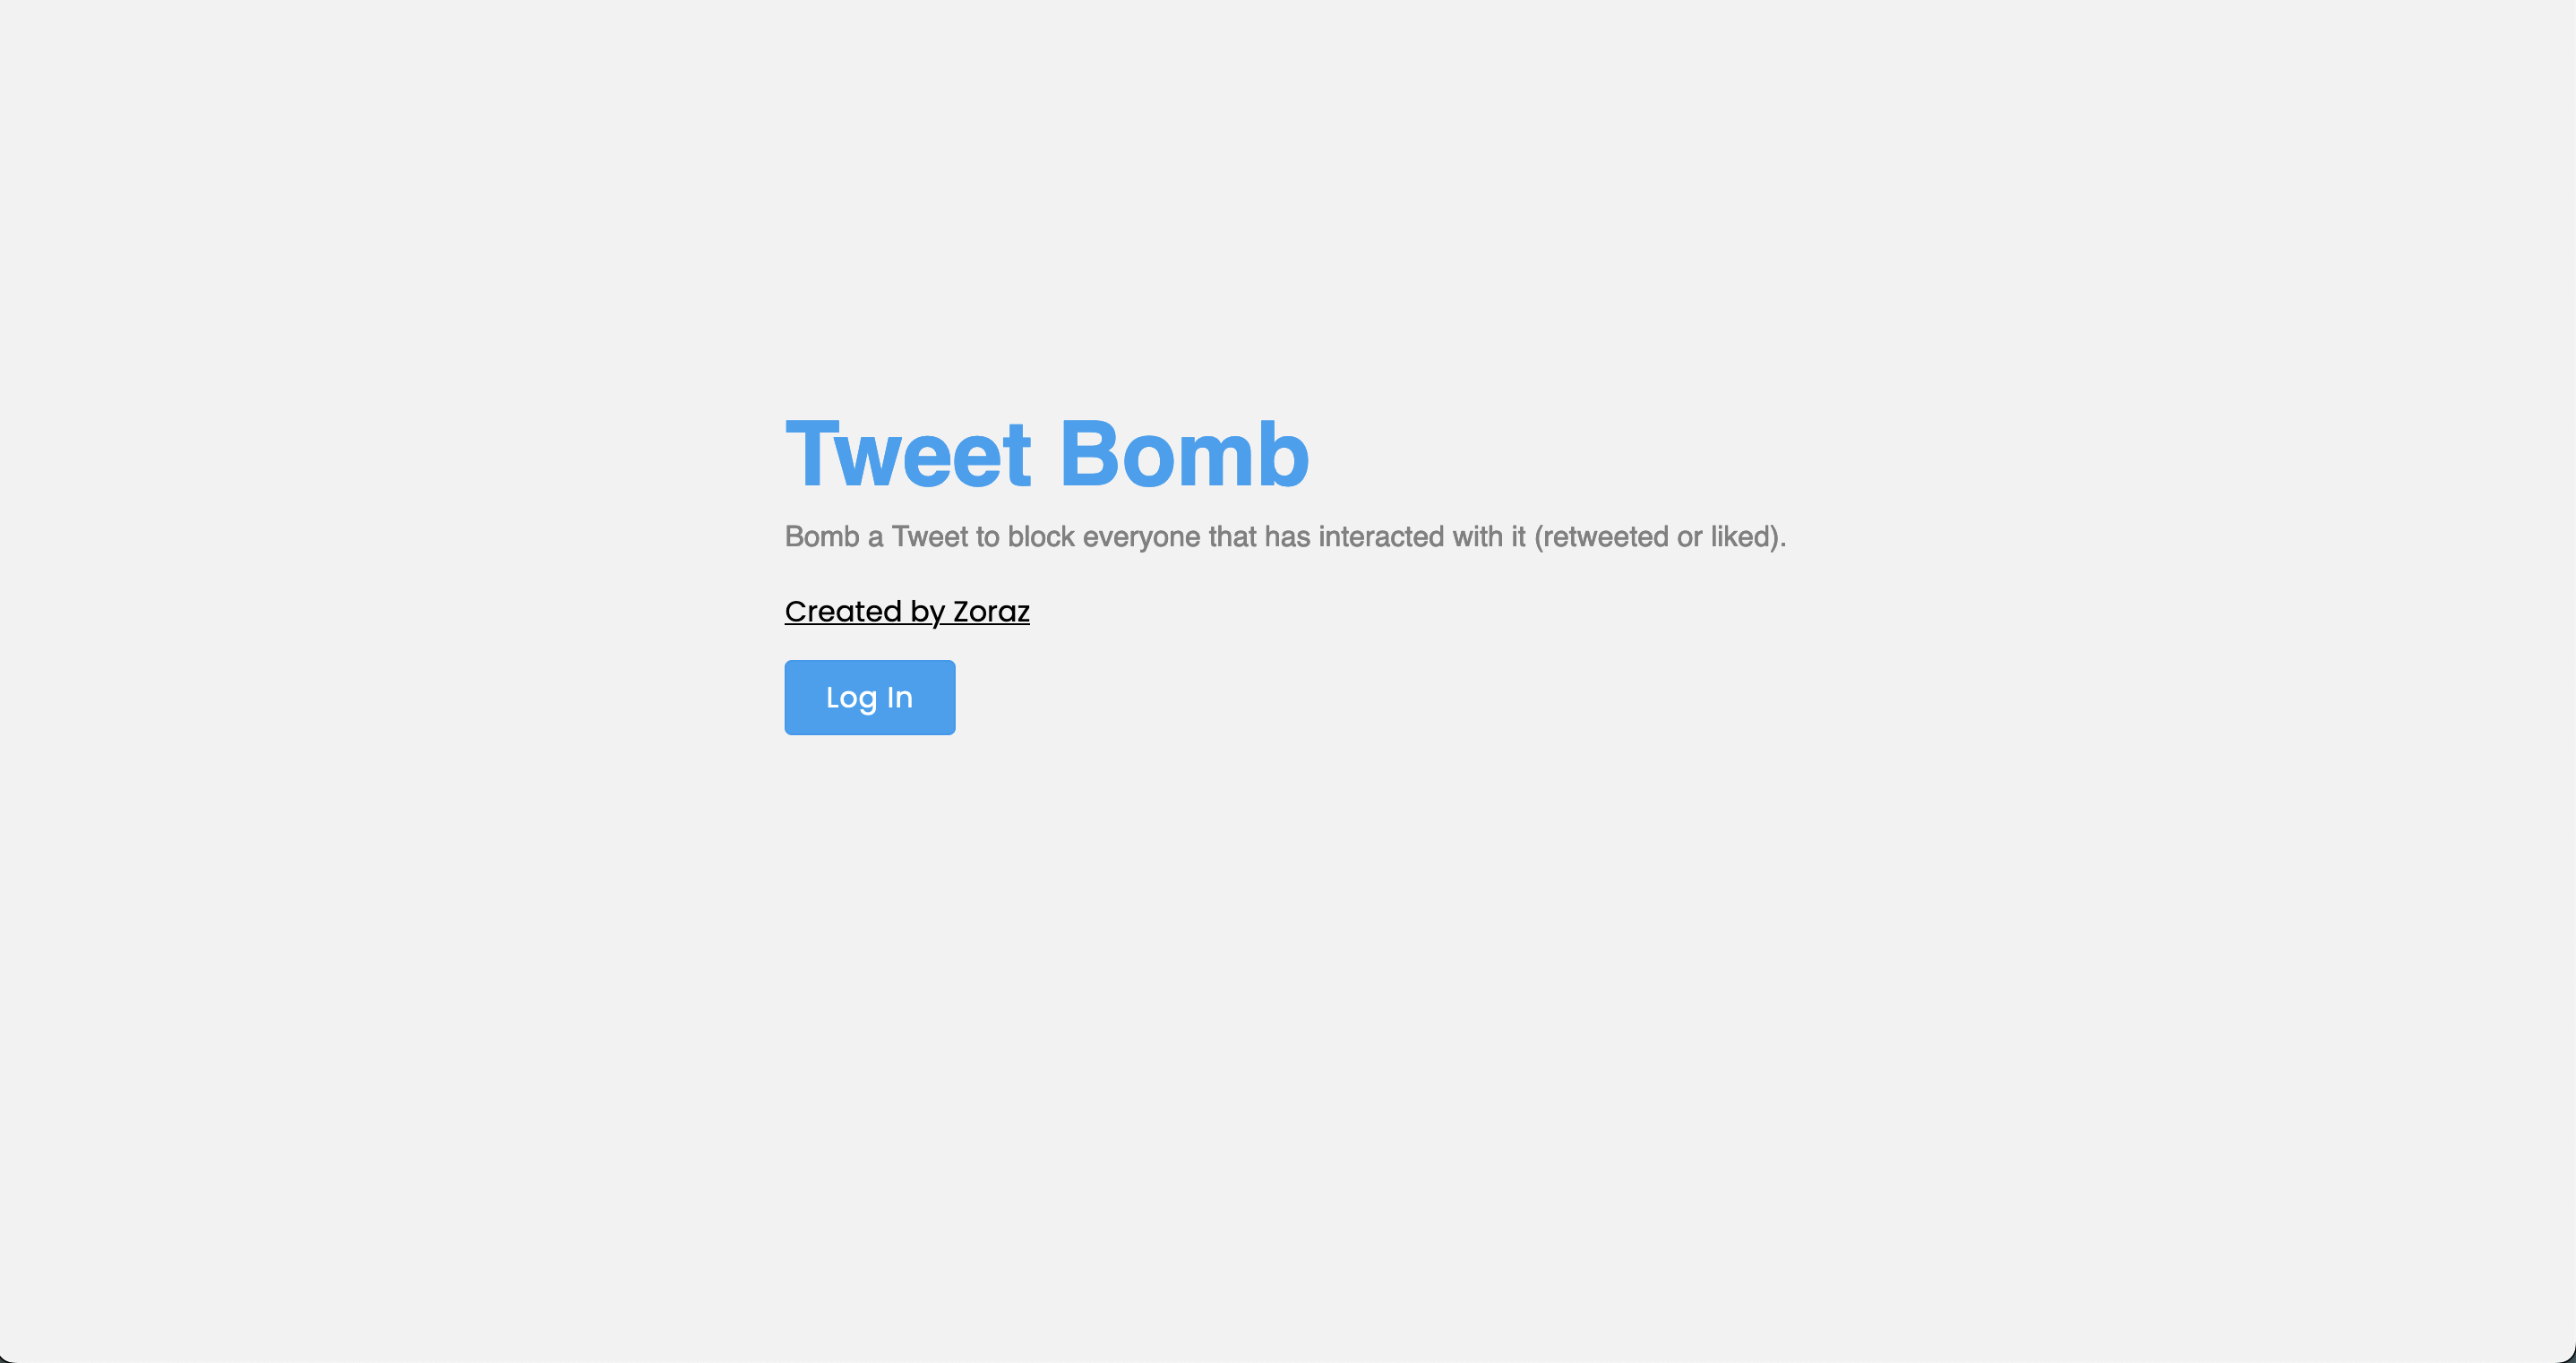 Tweet Bomb
Bomb a Tweet to block everyone that has interacted with it (retweeted or liked).
Created by Zoraz
Log In